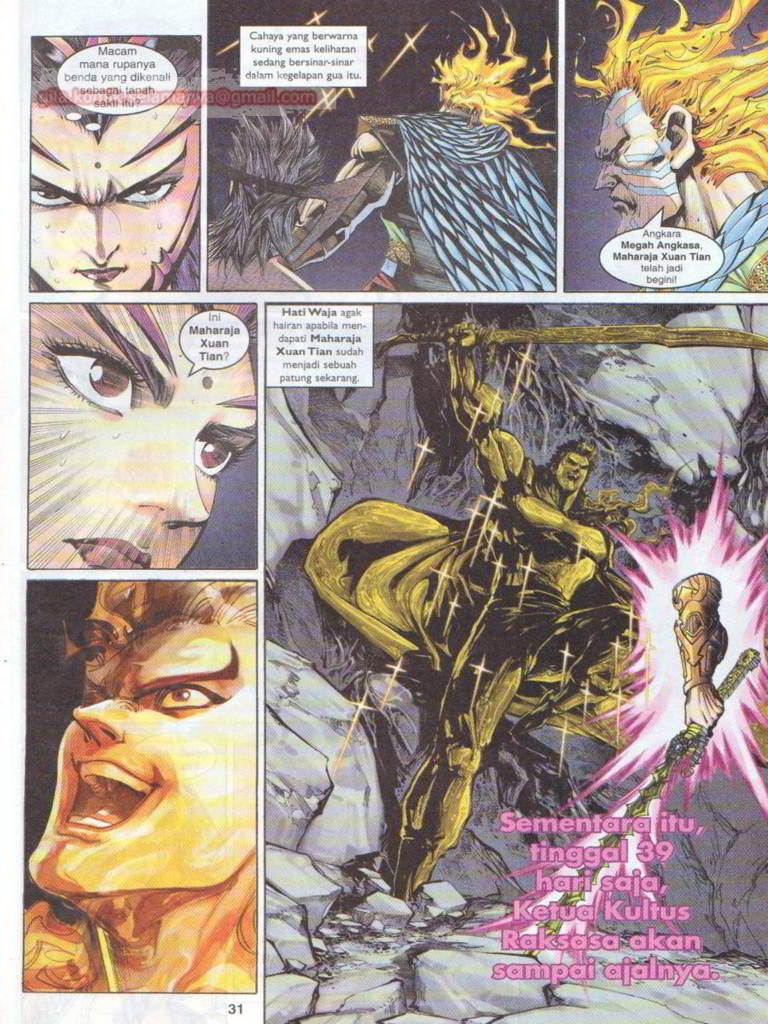 Macam
mana rupanya
benda yang dikenali
sebagai tanah
sakti itu?
Cahaya yang berwarna
kuning emas kelihatan
sedang bersinar-sinar
dalam kegelapan gua itu.
Angkara
Megah Angkasa,
Maharaja Xuan Tian
telah jadi
begini!
Ini
Maharaja
Xuan
Tian?
Hati Waja agak
hairan apabila men-
dapati Maharaja
Xuan Tian sudah
menjadi sebuah
patung sekarang.
Sementara itu,
tinggal 39
hari saja,
Ketua Kultus
Raksasa akan
sampai ajalnya.
31